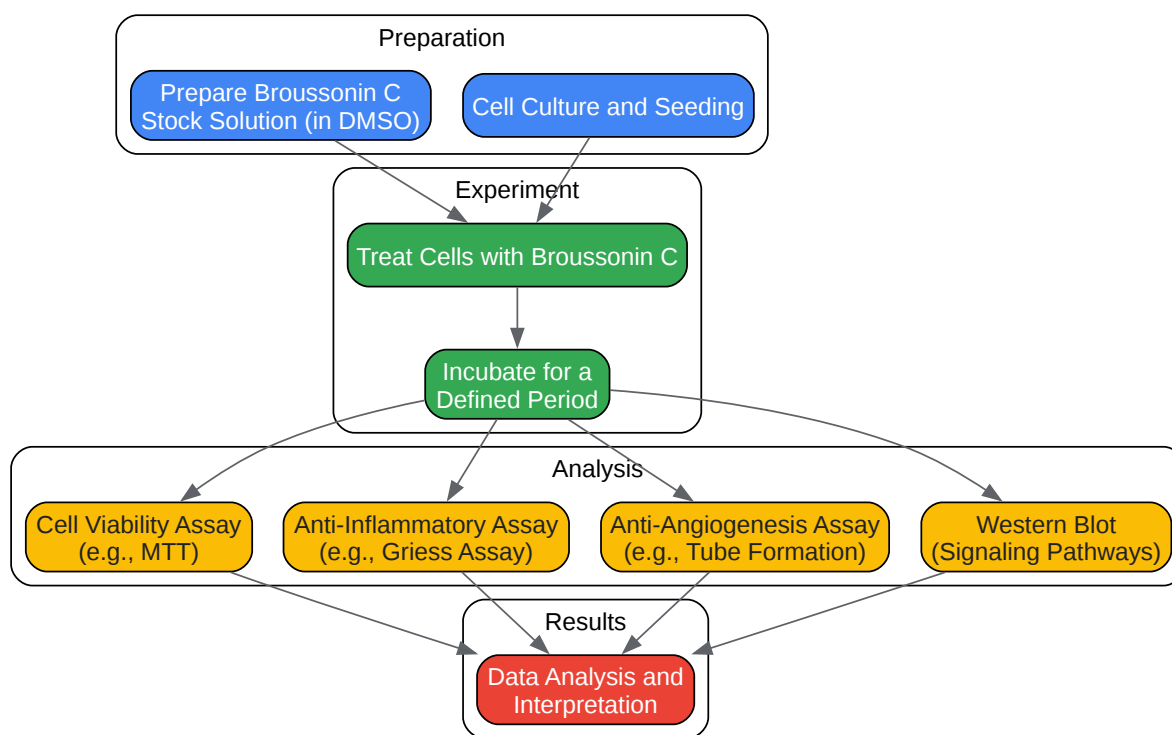 Preparation
Prepare Broussonin C
Stock Solution (in DMSO)
Cell Culture and Seeding
Experiment
Treat Cells with Broussonin C
Incubate for a
Defined Period
Analysis
Cell Viability Assay
(e.g., MTT)
Anti-Inflammatory Assay
(e.g., Griess Assay)
Anti-Angiogenesis Assay
(e.g., Tube Formation)
Western Blot
(Signaling Pathways)
Results
Data Analysis and
Interpretation